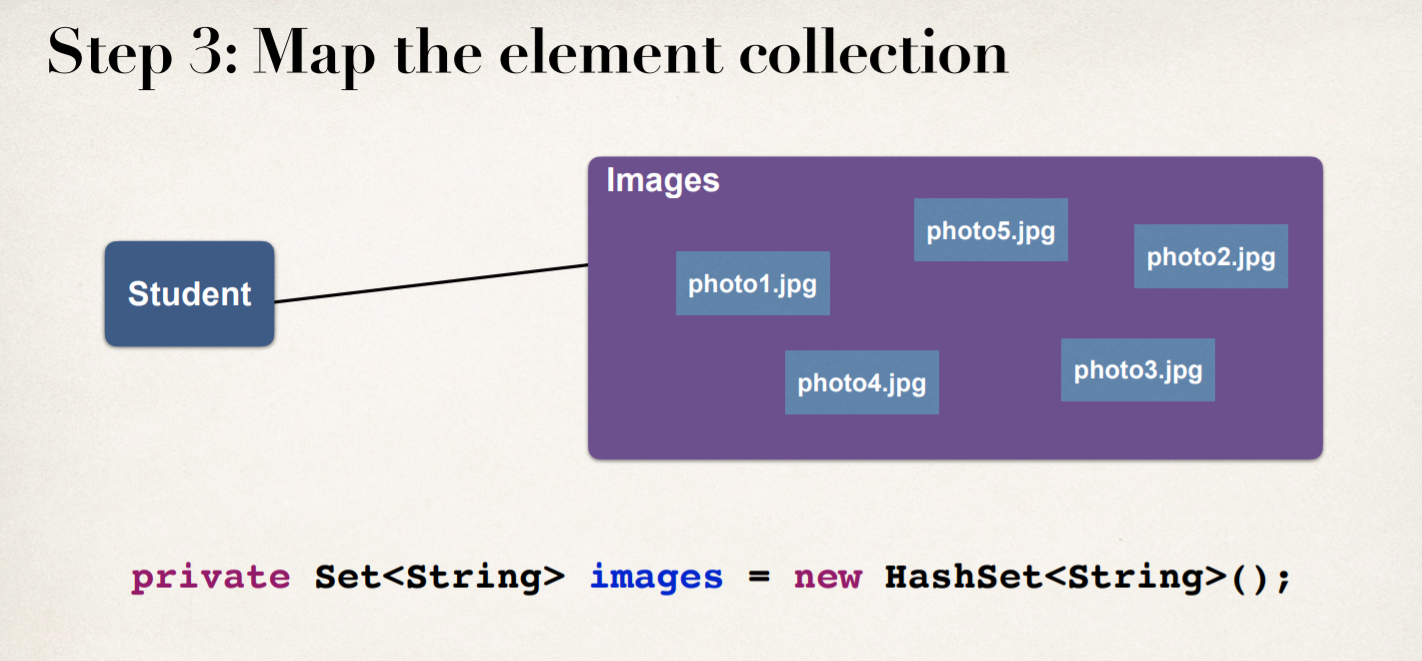 Step 3: Map the element collection
Images
photo5.jpg
photo2.jpg
photo1.jpg
Student
photo4.jpg
photo3.jpg
private Set<String> images = new HashSet<String>();